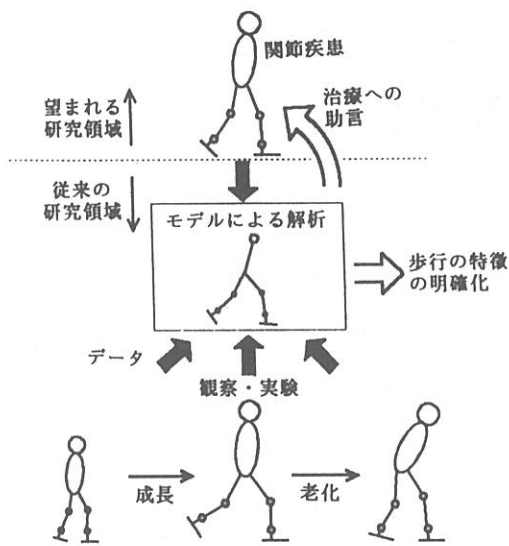 関節疾患
治療への
助言
望まれる
研究領域
従来の
研究領域
モデルによる解析
歩行の特徴
の明確化
データ
観察・実験
成長
老化